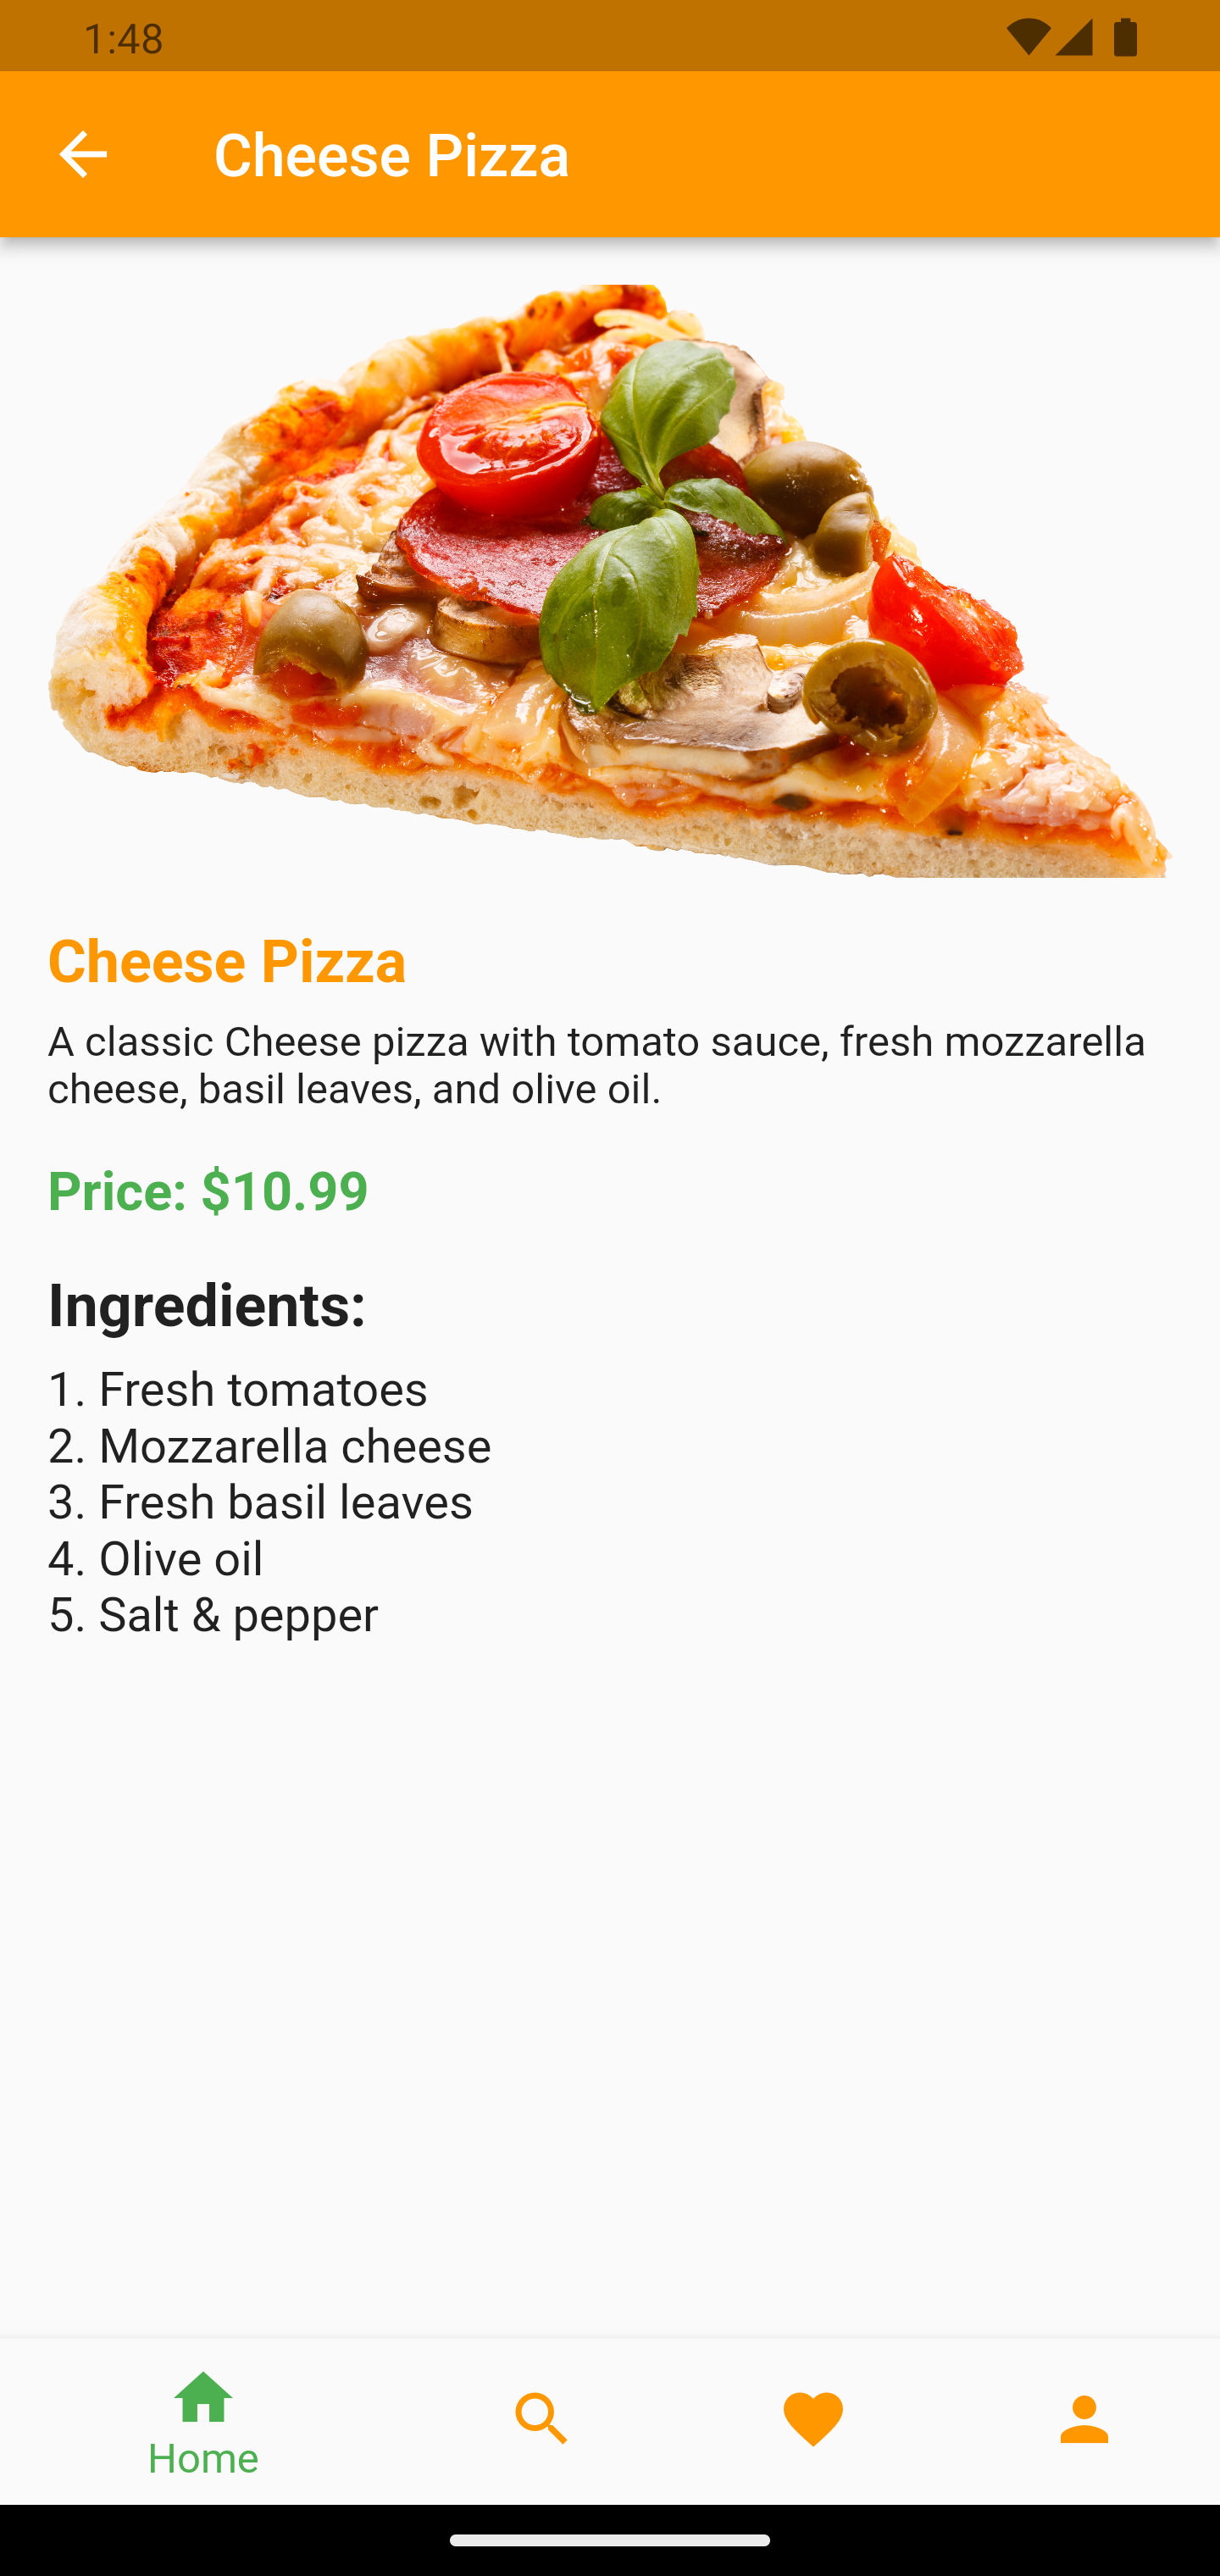 1:48
Cheese Pizza
Cheese Pizza
A classic Cheese pizza with tomato sauce, fresh mozzarella
cheese, basil leaves, and olive oil.
Price: $10.99
Ingredients:
1. Fresh tomatoes
2. Mozzarella cheese
3. Fresh basil leaves
4. Olive oil
5. Salt & pepper
Home